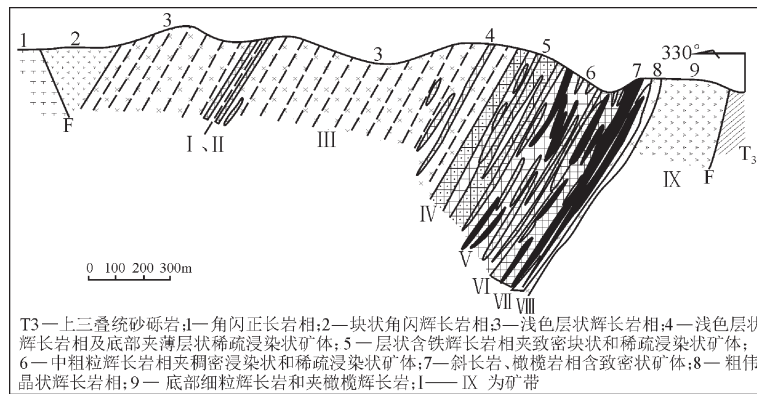 1 2 3 3 4 5 6 7 8 9 330°
F
Ⅰ、Ⅱ
Ⅲ
Ⅳ
Ⅴ
Ⅵ
Ⅶ
Ⅷ
Ⅸ
F
T3
0 100 200 300m
T3—上三叠统砂砾岩;1—角闪正长岩相;2—块状角闪辉长岩相;3—浅色层状辉长岩相;4—浅色层状
辉长岩相及底部夹薄层状稀疏浸染状矿体;5—层状含铁辉长岩相夹致密块状和稀疏浸染状矿体;
6—中粗粒辉长岩相夹稠密浸染状和稀疏浸染状矿体;7—斜长岩、橄榄岩相含致密状矿体;8—粗伟
晶状辉长岩相;9—底部细粒辉长岩和夹橄榄辉长岩;Ⅰ——Ⅸ 为矿带